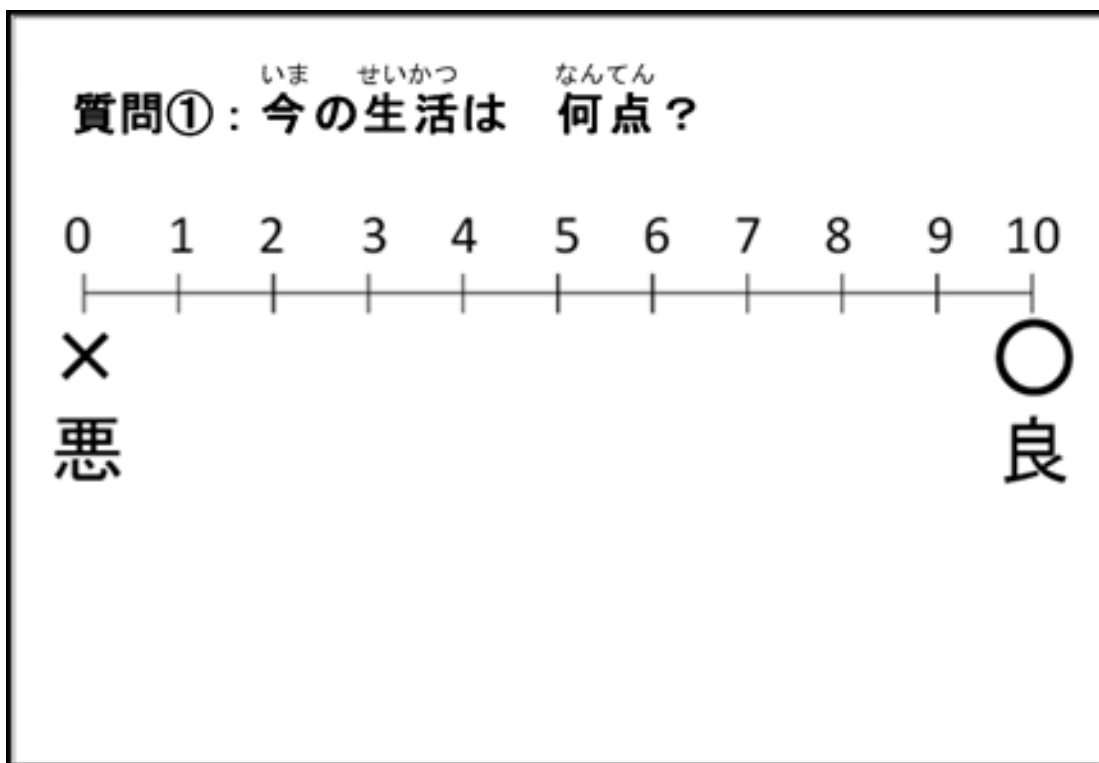 いま せいかつ なんてん
質問①：今の生活は　何点？
0 1 2 3 4 5 6 7 8 9 10
× ○
悪 良